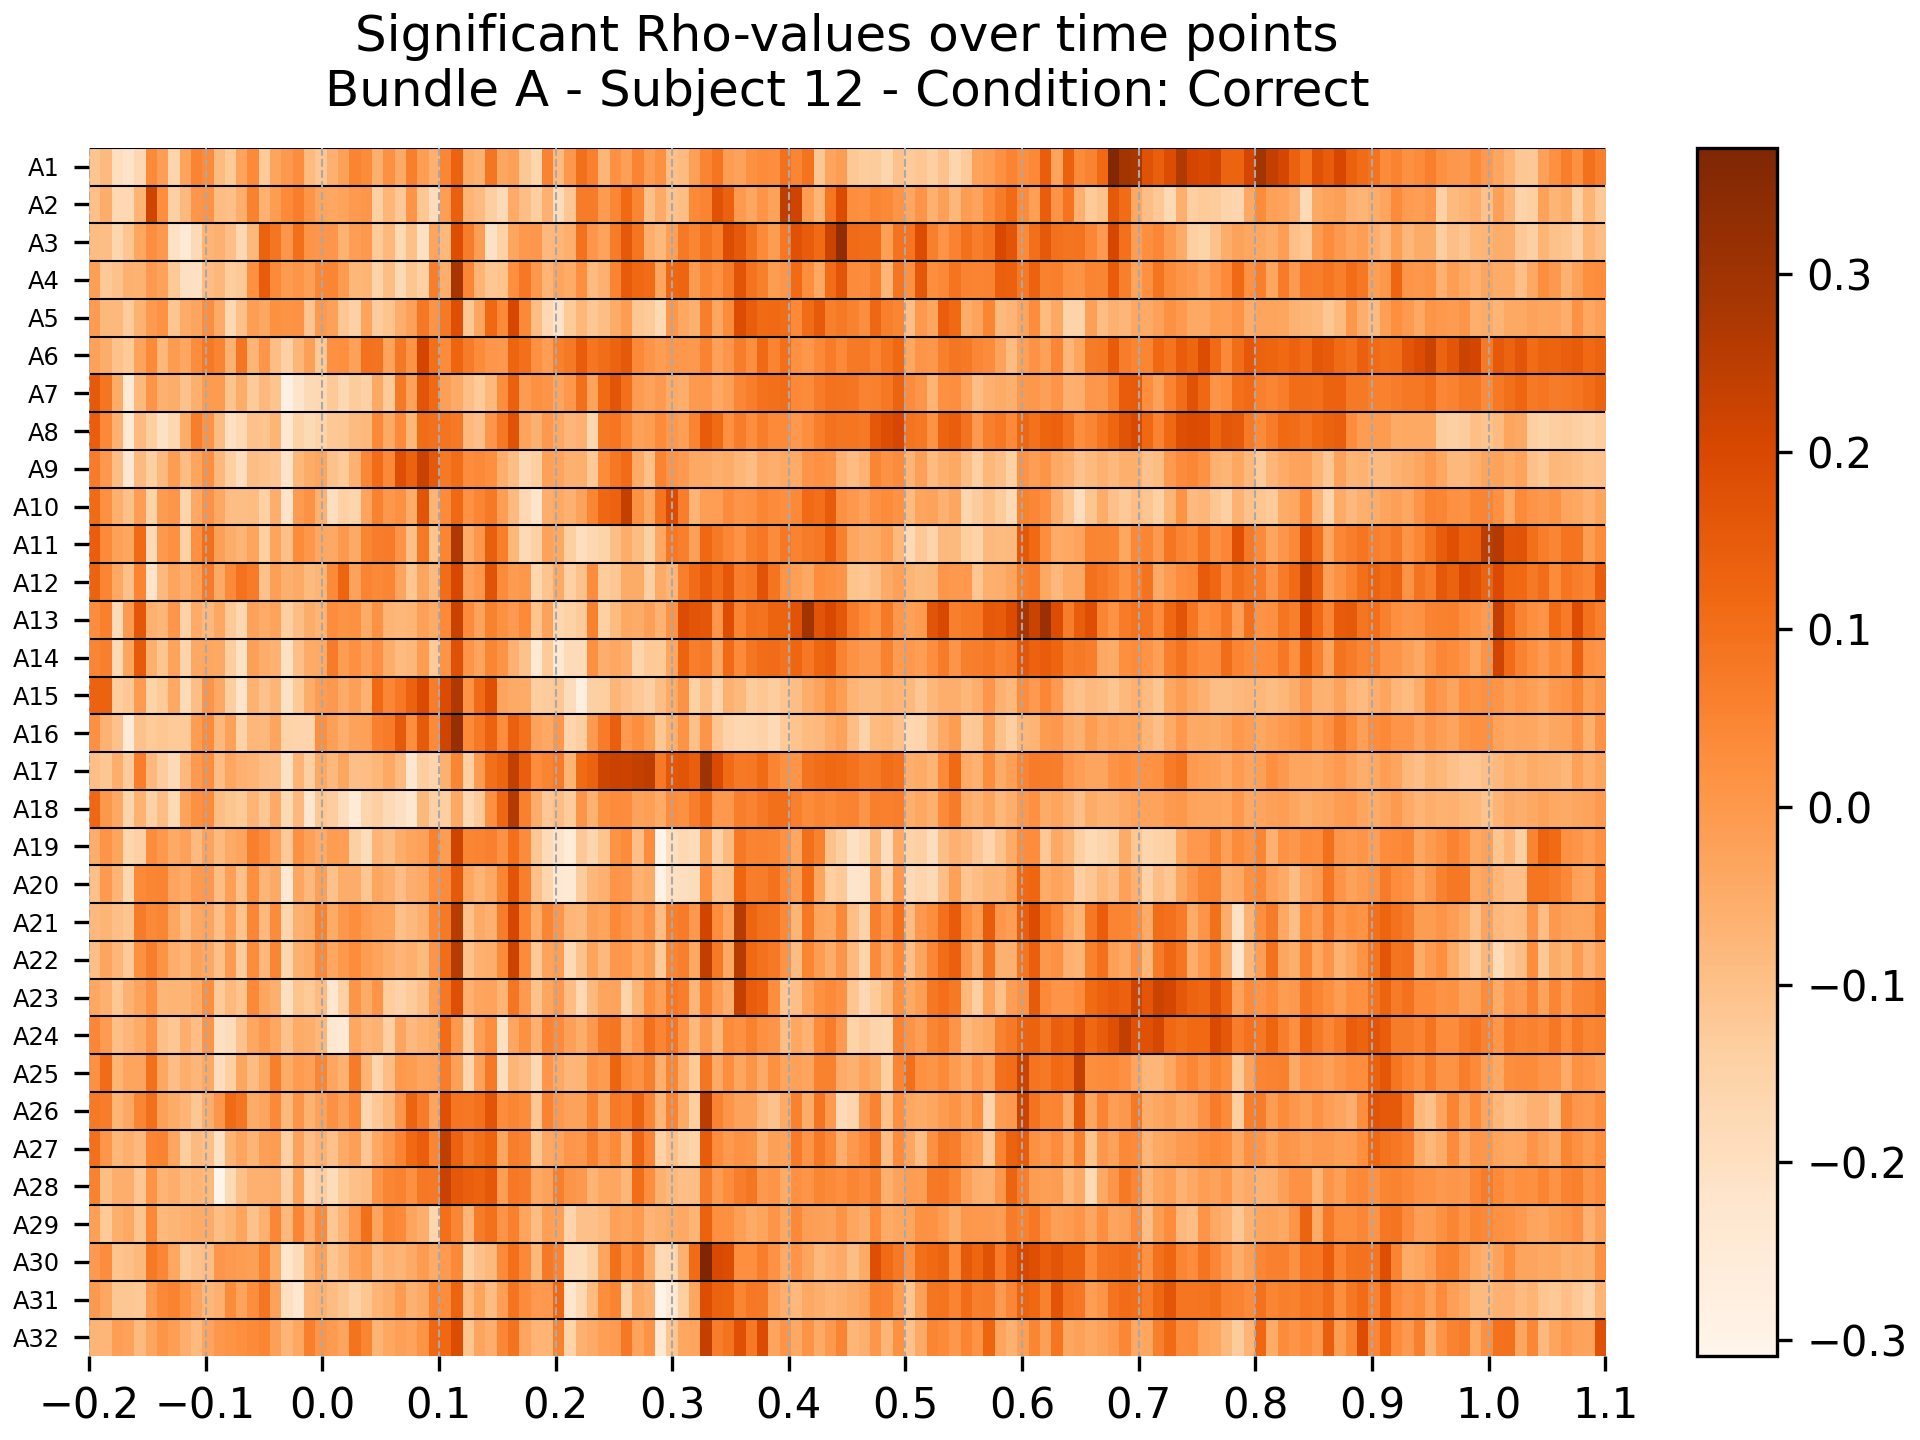 Significant Rho-values over time points
Bundle A - Subject 12 - Condition: Correct
A1
A2
A3
A4
A5
A6
A7
A8
A9
A10
A11
A12
A13
A14
A15
A16
A17
A18
A19
A20
A21
A22
A23
A24
A25
A26
A27
A28
A29
A30
A31
A32
−0.2 −0.1 0.0 0.1 0.2 0.3 0.4 0.5 0.6 0.7 0.8 0.9 1.0 1.1
0.3
0.2
0.1
0.0
−0.1
−0.2
−0.3